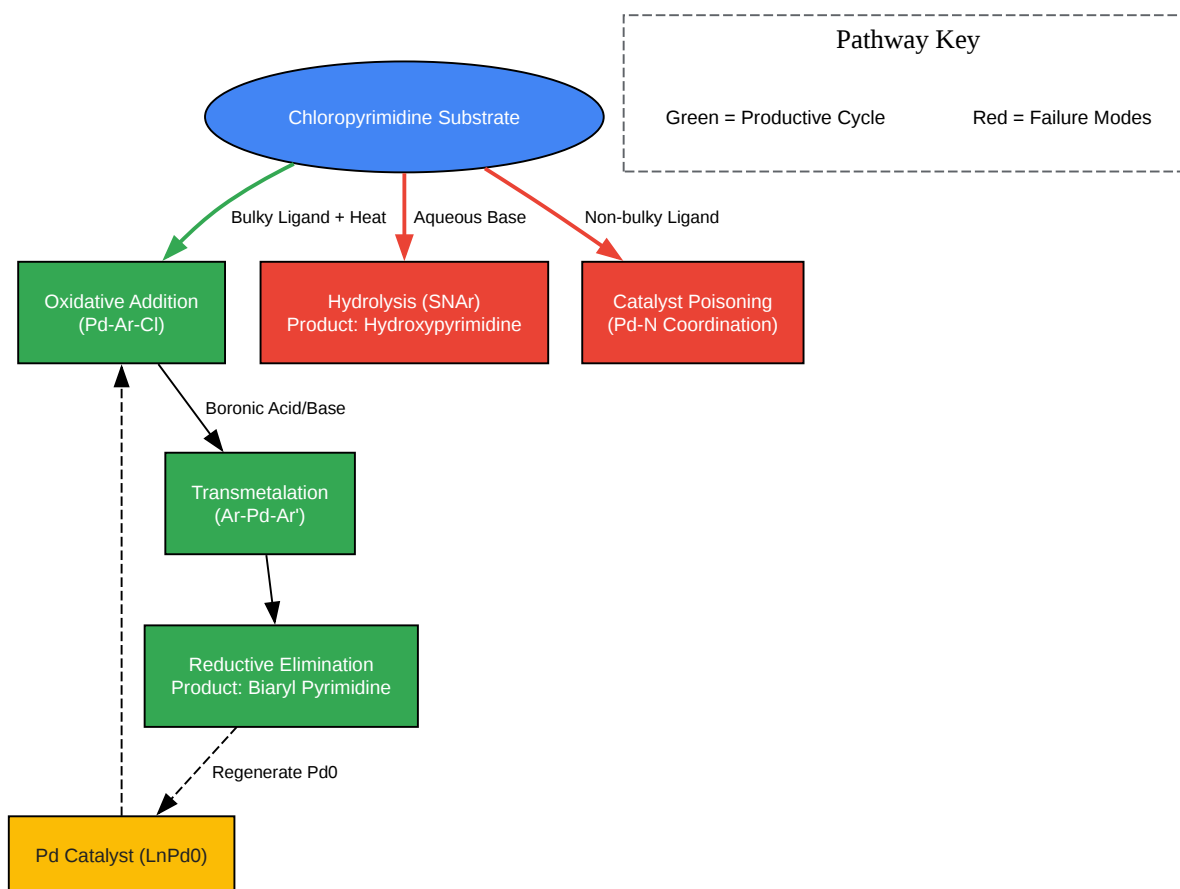 Pathway Key
Green = Productive Cycle
Red = Failure Modes
Chloropyrimidine Substrate
Bulky Ligand + Heat
Aqueous Base
Non-bulky Ligand
Oxidative Addition
(Pd-Ar-Cl)
Hydrolysis (SNAr)
Product: Hydroxypyrimidine
Catalyst Poisoning
(Pd-N Coordination)
Boronic Acid/Base
Transmetalation
(Ar-Pd-Ar')
Reductive Elimination
Product: Biaryl Pyrimidine
Regenerate Pd0
Pd Catalyst (LnPd0)